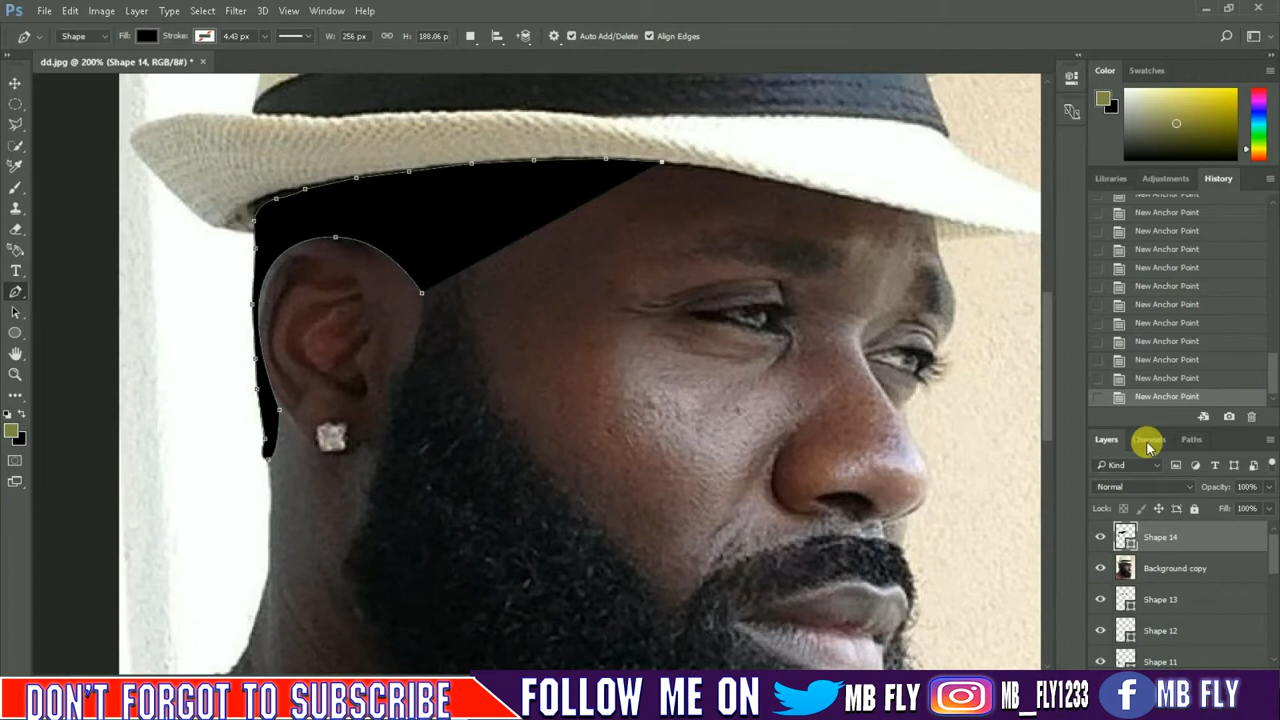 Ps File Edit Image Layer Type Select Filter 3D View Window Help
Shape Fill: Stroke: 4.43 px W: 256 px H: 188.06 p Auto Add/Delete Align Edges
dd.jpg @ 200% (Shape 14, RGB/8#) * ×
Color Swatches
Libraries Adjustments History
New Anchor Point
New Anchor Point
New Anchor Point
New Anchor Point
New Anchor Point
New Anchor Point
New Anchor Point
New Anchor Point
New Anchor Point
New Anchor Point
New Anchor Point
Layers Channels Paths
Kind
Normal Opacity: 100%
Lock: Fill: 100%
Shape 14
Background copy
Shape 13
Shape 12
Shape 11
DON'T FORGOT TO SUBSCRIBE FOLLOW ME ON MB FLY MB_FLY1233 MB FLY